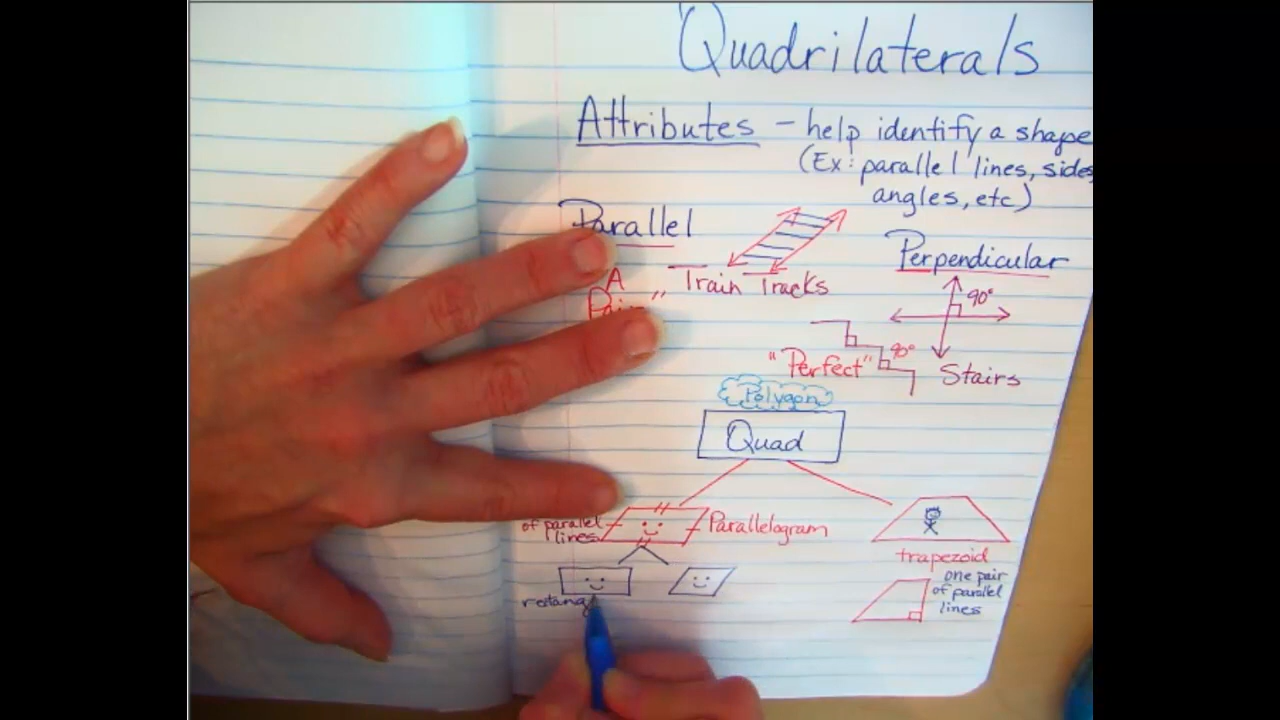 Quadrilaterals
Attributes - help identify a shape
(Ex: parallel lines, sides,
angles, etc)
Parallel
A
Train Tracks
Perpendicular
90°
90°
"Perfect"
Stairs
Polygon
Quad
of parallel
lines
Parallelogram
trapezoid
one pair
of parallel
lines
rectang